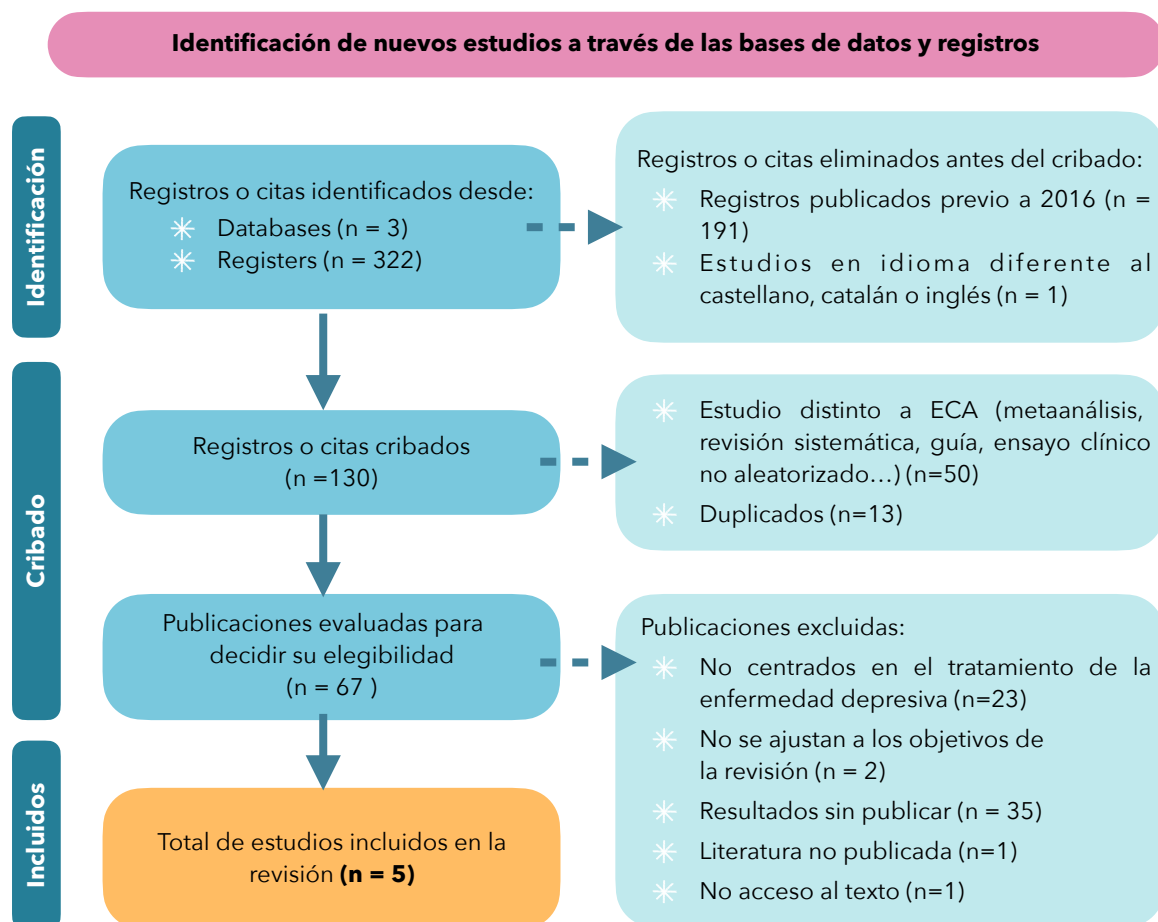 Identificación de nuevos estudios a través de las bases de datos y registros
Identificación
Registros o citas identificados desde:
Databases (n = 3)
Registers (n = 322)
Registros o citas eliminados antes del cribado:
Registros publicados previo a 2016 (n =
191)
Estudios en idioma diferente al
castellano, catalán o inglés (n = 1)
Cribado
Registros o citas cribados
(n =130)
Estudio distinto a ECA (metaanálisis,
revisión sistemática, guía, ensayo clínico
no aleatorizado…) (n=50)
Duplicados (n=13)
Publicaciones evaluadas para
decidir su elegibilidad
(n = 67 )
Publicaciones excluidas:
No centrados en el tratamiento de la
enfermedad depresiva (n=23)
No se ajustan a los objetivos de
la revisión (n = 2)
Resultados sin publicar (n = 35)
Literatura no publicada (n=1)
No acceso al texto (n=1)
Incluidos
Total de estudios incluidos en la
revisión (n = 5)